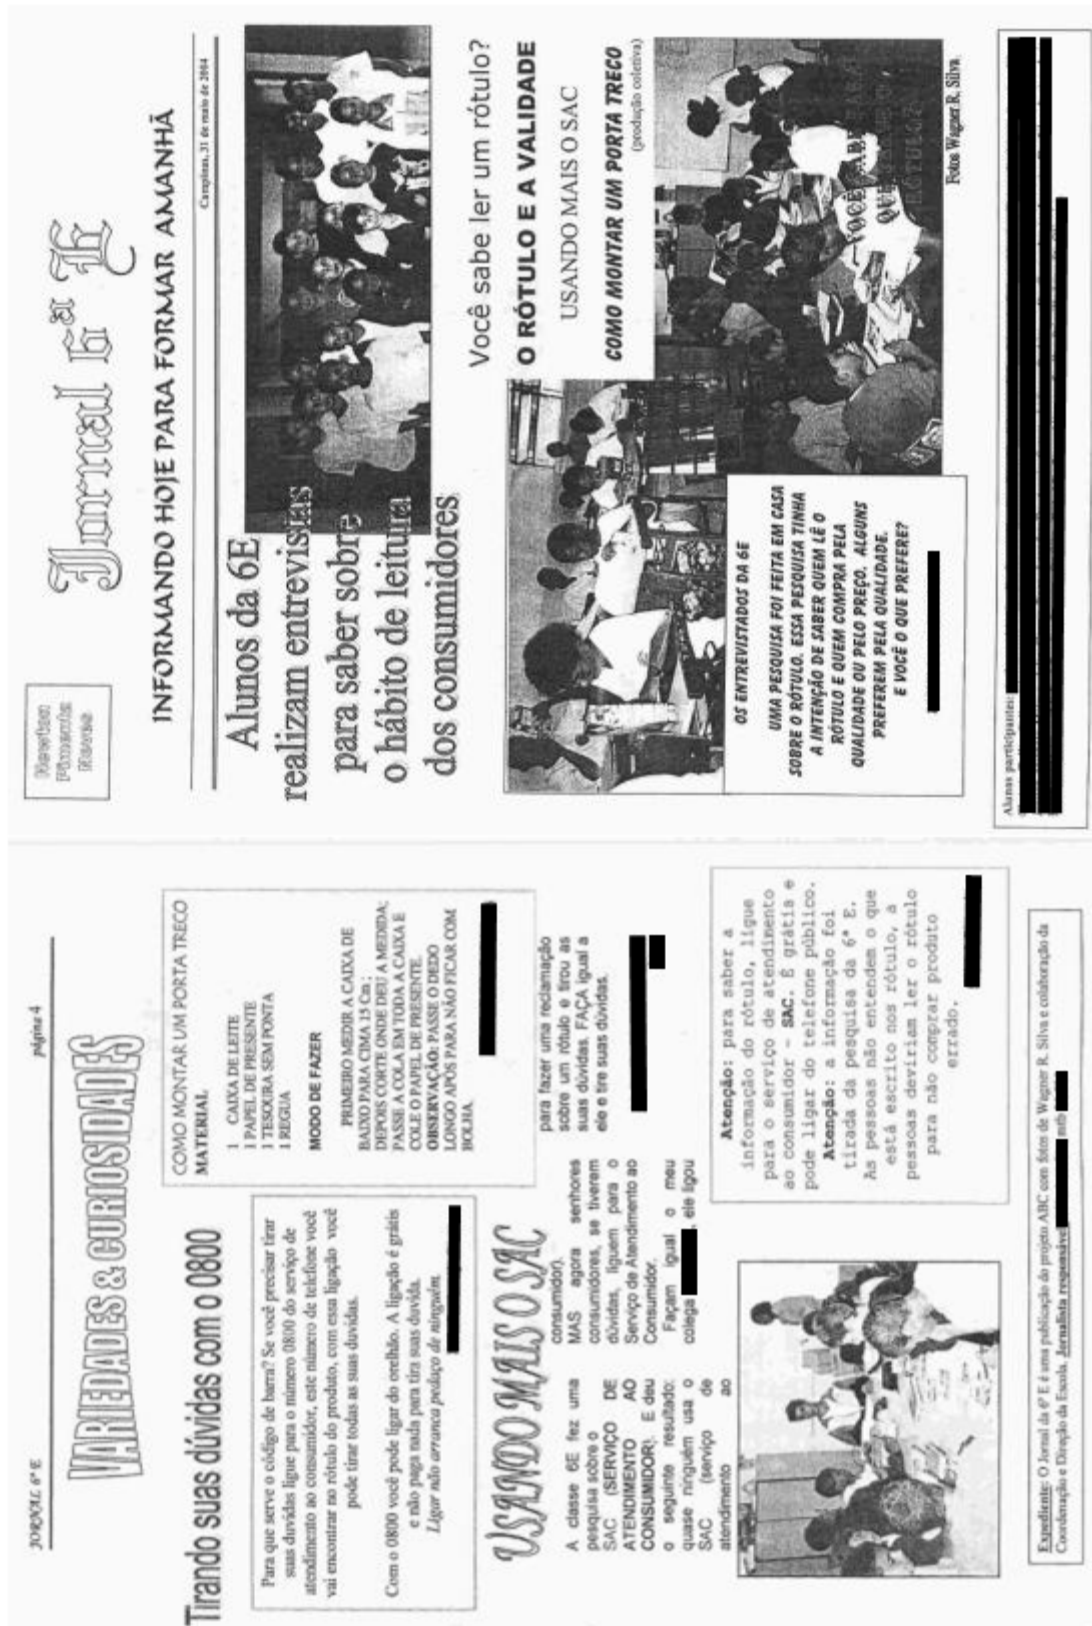 Newton
Pimenta
News
Jornal 6ª E
INFORMANDO HOJE PARA FORMAR AMANHÃ
Campinas, 31 de maio de 2004
Alunos da 6E
realizam entrevistas
para saber sobre
o hábito de leitura
dos consumidores
Você sabe ler um rótulo?
O RÓTULO E A VALIDADE
USANDO MAIS O SAC
COMO MONTAR UM PORTA TRECO
(produção coletiva)
OS ENTREVISTADOS DA 6E
UMA PESQUISA FOI FEITA EM CASA
SOBRE O RÓTULO. ESSA PESQUISA TINHA
A INTENÇÃO DE SABER QUEM LÊ O
RÓTULO E QUEM COMPRA PELA
QUALIDADE OU PELO PREÇO. ALGUNS
PREFEREM PELA QUALIDADE.
E VOCÊ O QUE PREFERE?
Fotos Wagner R. Silva
Alunas participantes:
JORNAL 6ª E página 4
VARIEDADES & CURIOSIDADES
Tirando suas dúvidas com o 0800
Para que serve o código de barra? Se você precisar tirar
suas duvidas ligue para o número 0800 do serviço de
atendimento ao consumidor, este número de telefone você
vai encontrar no rótulo do produto, com essa ligação você
pode tirar todas as suas duvidas.
Com o 0800 você pode ligar do orelhão. A ligação é grátis
e não paga nada para tira suas duvida.
Ligar não arranca pedaço de ninguém.
COMO MONTAR UM PORTA TRECO
MATERIAL
1 CAIXA DE LEITE
1 PAPEL DE PRESENTE
1 TESOURA SEM PONTA
1 REGUA
MODO DE FAZER
PRIMEIRO MEDIR A CAIXA DE
BAIXO PARA CIMA 15 Cm;
DEPOIS CORTE ONDE DEU A MEDIDA;
PASSE A COLA EM TODA A CAIXA E
COLE O PAPEL DE PRESENTE.
OBSERVAÇÃO: PASSE O DEDO
LONGO APÓS PARA NÃO FICAR COM
BOLHA.
USANDO MAIS O SAC
A classe 6E fez uma
pesquisa sobre o
SAC (SERVIÇO DE
ATENDIMENTO AO
CONSUMIDOR). E deu
o seguinte resultado:
quase ninguém usa o
SAC (serviço de
atendimento ao
consumidor).
MAS agora senhores
consumidores, se tiverem
dúvidas, liguem para o
Serviço de Atendimento ao
Consumidor.
Façam igual o meu
colega , ele ligou
para fazer uma reclamação
sobre um rótulo e tirou as
suas dúvidas. FAÇA igual a
ele e tire suas dúvidas.
Atenção: para saber a
informação do rótulo, ligue
para o serviço de atendimento
ao consumidor – SAC. É grátis e
pode ligar do telefone público.
Atenção: a informação foi
tirada da pesquisa da 6ª E.
As pessoas não entendem o que
está escrito nos rótulo, a
pessoas deviriam ler o rótulo
para não comprar produto
errado.
Expediente: O Jornal da 6ª E é uma publicação do projeto ABC com fotos de Wagner R. Silva e colaboração da
Coordenação e Direção da Escola. Jornalista responsável mtb